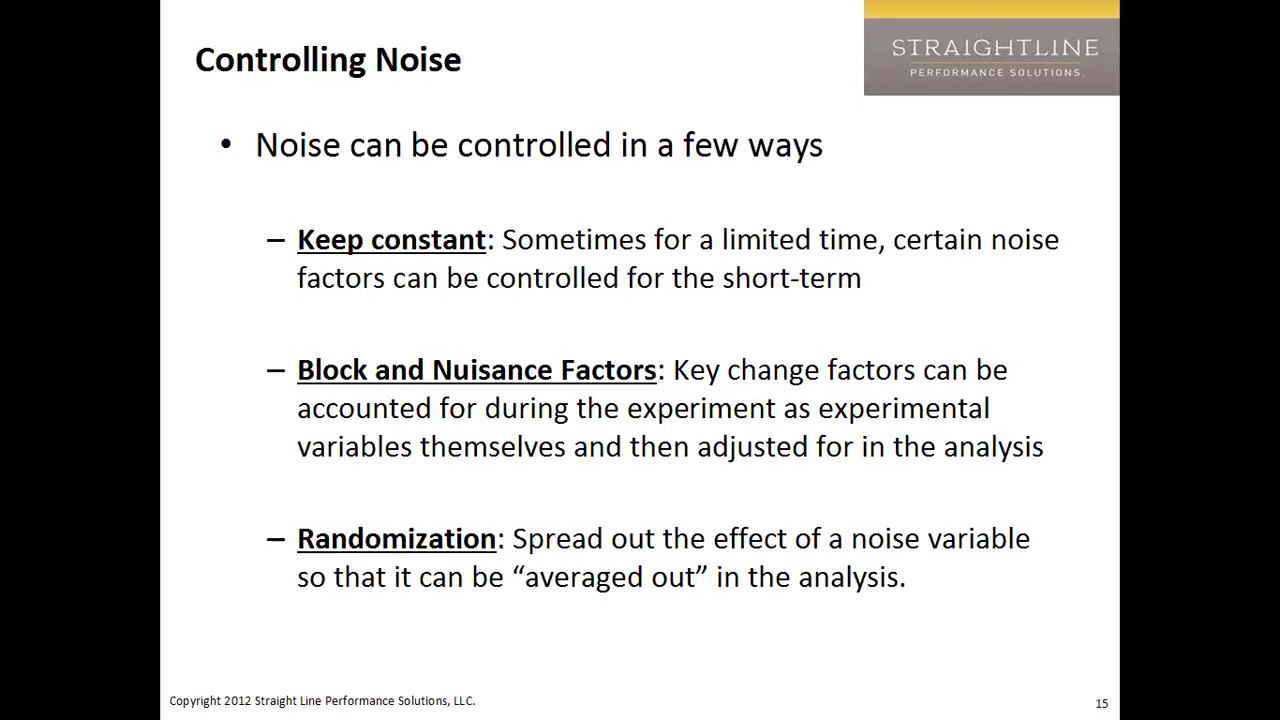 Controlling Noise
STRAIGHTLINE
PERFORMANCE SOLUTIONS.
• Noise can be controlled in a few ways
– Keep constant: Sometimes for a limited time, certain noise
factors can be controlled for the short-term
– Block and Nuisance Factors: Key change factors can be
accounted for during the experiment as experimental
variables themselves and then adjusted for in the analysis
– Randomization: Spread out the effect of a noise variable
so that it can be “averaged out” in the analysis.
Copyright 2012 Straight Line Performance Solutions, LLC.
15